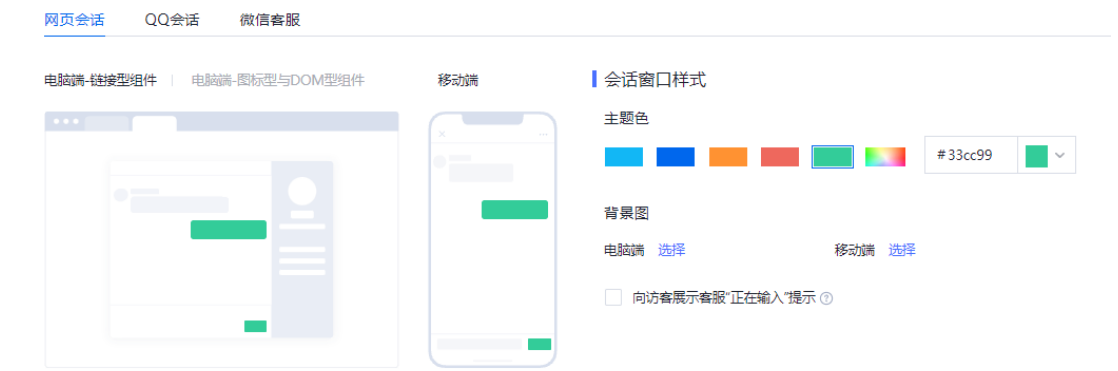 网页会话 QQ会话 微信客服
电脑端-链接型组件 电脑端-图标型与DOM型组件 移动端
会话窗口样式
主题色
#33cc99
背景图
电脑端 选择 移动端 选择
向访客展示客服“正在输入”提示